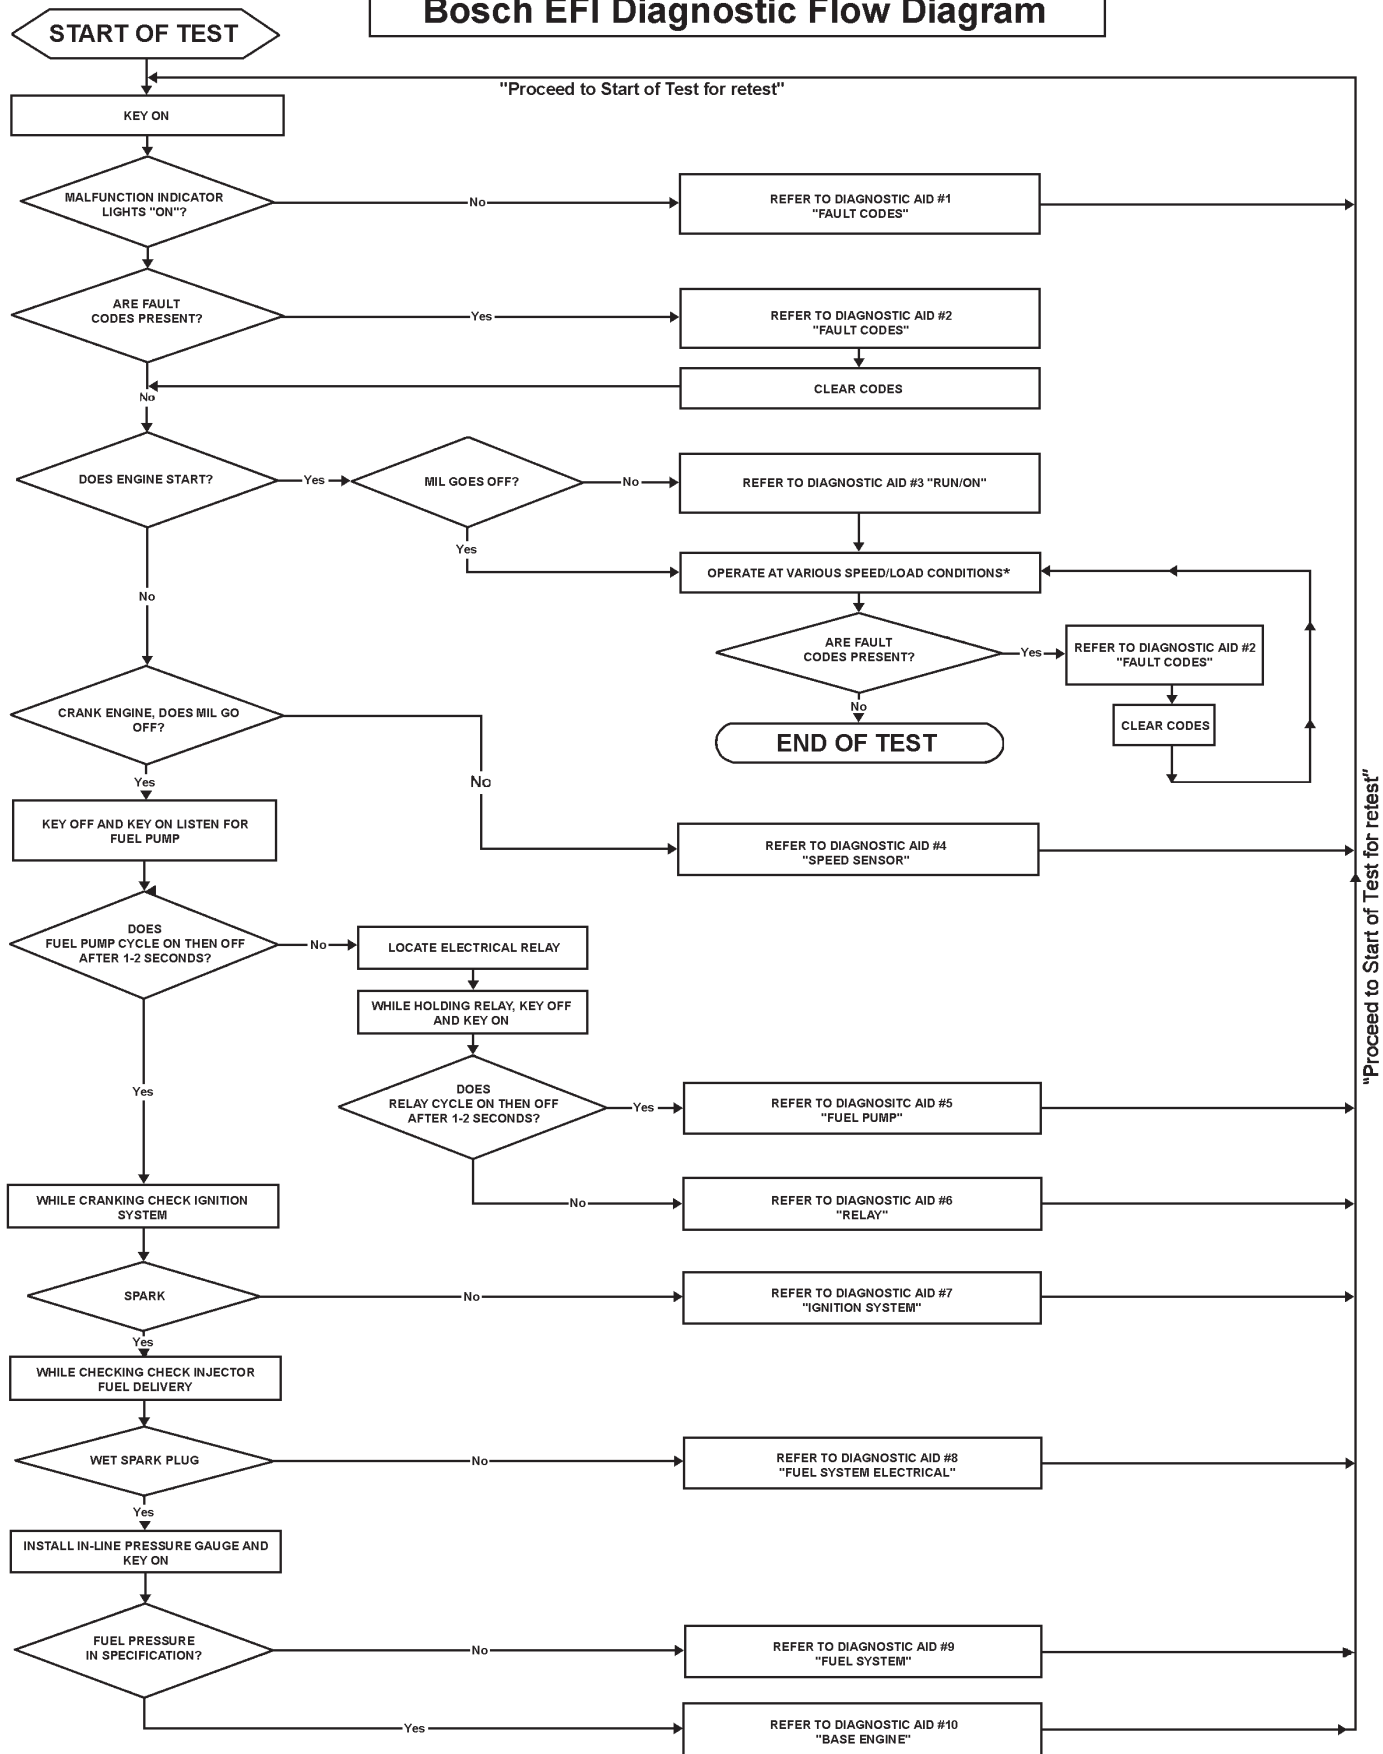 Bosch EFI Diagnostic Flow Diagram
START OF TEST
"Proceed to Start of Test for retest"
KEY ON
MALFUNCTION INDICATOR
LIGHTS "ON"?
No
REFER TO DIAGNOSTIC AID #1
"FAULT CODES"
ARE FAULT
CODES PRESENT?
Yes
REFER TO DIAGNOSTIC AID #2
"FAULT CODES"
CLEAR CODES
No
DOES ENGINE START?
Yes
MIL GOES OFF?
No
REFER TO DIAGNOSTIC AID #3 "RUN/ON"
Yes
OPERATE AT VARIOUS SPEED/LOAD CONDITIONS*
No
ARE FAULT
CODES PRESENT?
Yes
REFER TO DIAGNOSTIC AID #2
"FAULT CODES"
No
CLEAR CODES
END OF TEST
CRANK ENGINE, DOES MIL GO
OFF?
No
Yes
KEY OFF AND KEY ON LISTEN FOR
FUEL PUMP
REFER TO DIAGNOSTIC AID #4
"SPEED SENSOR"
"Proceed to Start of Test for retest"
DOES
FUEL PUMP CYCLE ON THEN OFF
AFTER 1-2 SECONDS?
No
LOCATE ELECTRICAL RELAY
WHILE HOLDING RELAY, KEY OFF
AND KEY ON
Yes
DOES
RELAY CYCLE ON THEN OFF
AFTER 1-2 SECONDS?
Yes
REFER TO DIAGNOSITC AID #5
"FUEL PUMP"
No
REFER TO DIAGNOSTIC AID #6
"RELAY"
WHILE CRANKING CHECK IGNITION
SYSTEM
SPARK
No
REFER TO DIAGNOSTIC AID #7
"IGNITION SYSTEM"
Yes
WHILE CHECKING CHECK INJECTOR
FUEL DELIVERY
WET SPARK PLUG
No
REFER TO DIAGNOSTIC AID #8
"FUEL SYSTEM ELECTRICAL"
Yes
INSTALL IN-LINE PRESSURE GAUGE AND
KEY ON
FUEL PRESSURE
IN SPECIFICATION?
No
REFER TO DIAGNOSTIC AID #9
"FUEL SYSTEM"
Yes
REFER TO DIAGNOSTIC AID #10
"BASE ENGINE"